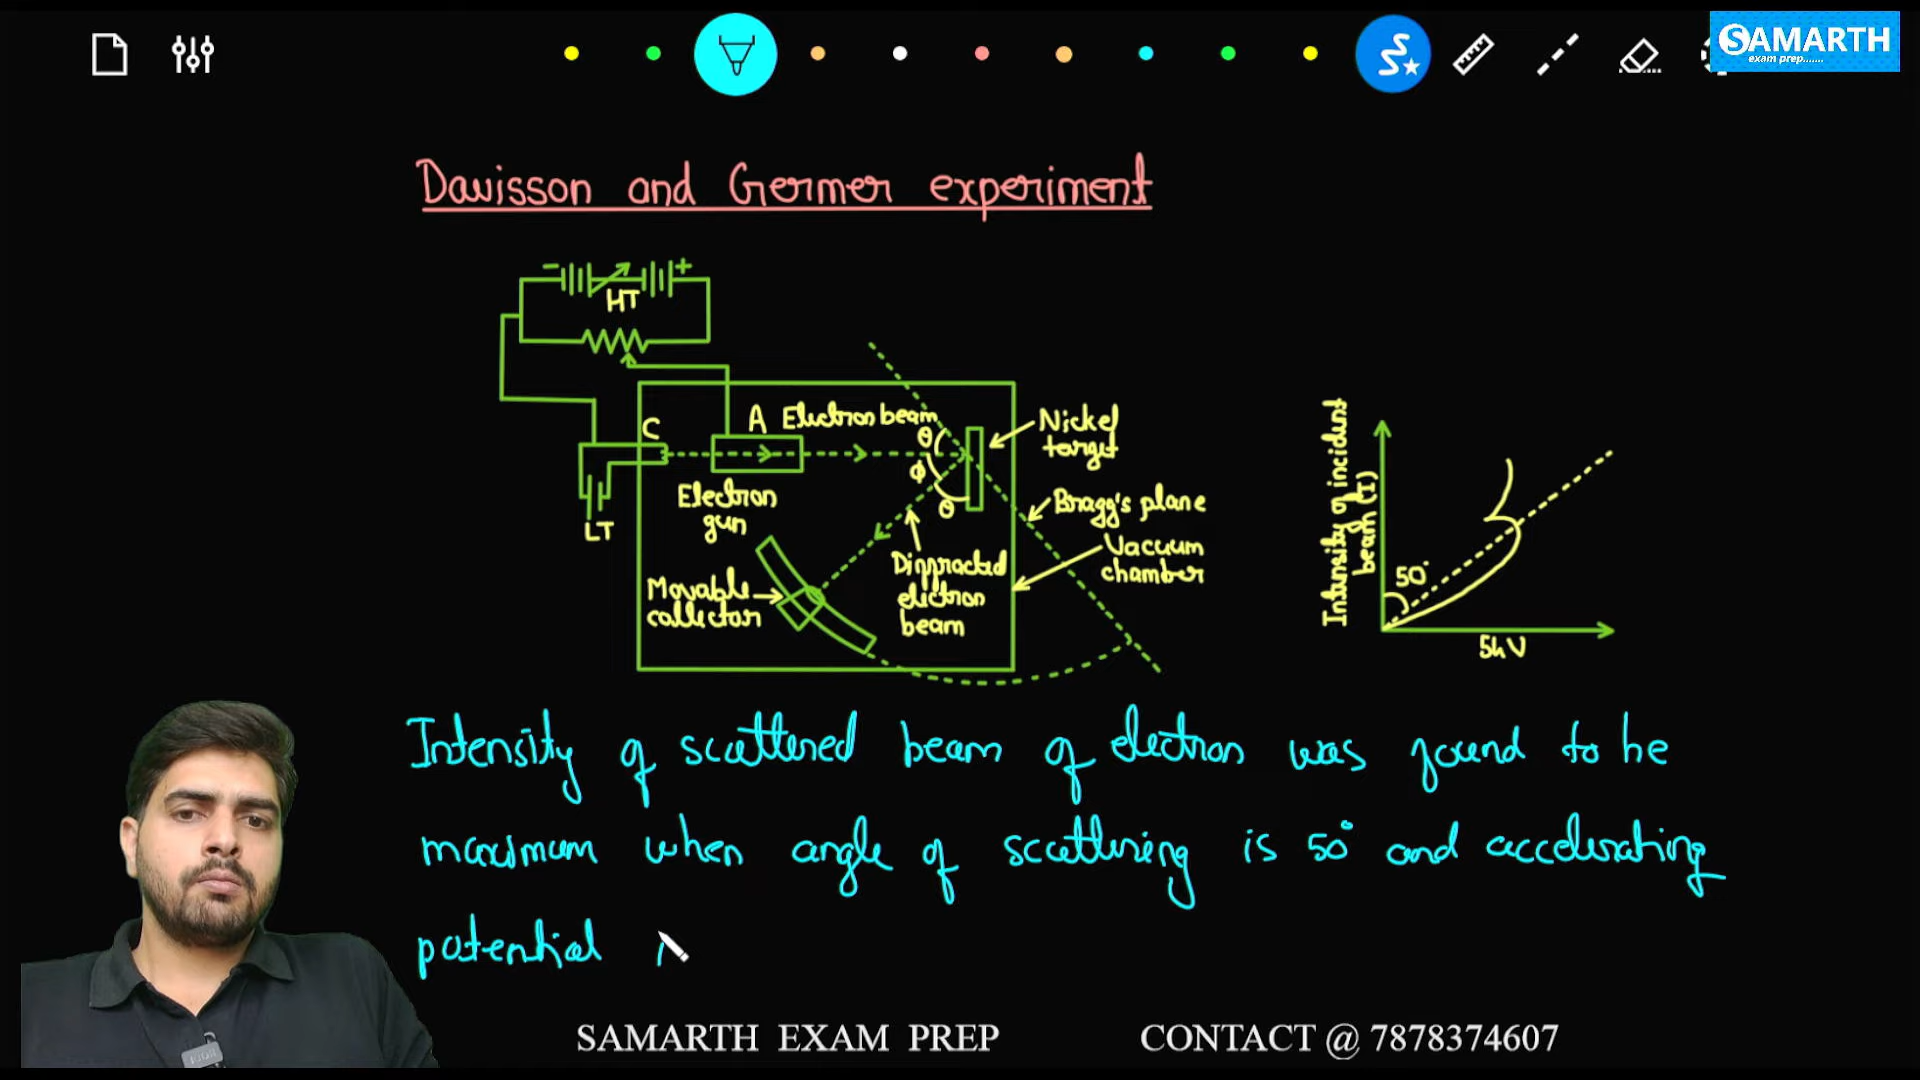 SAMARTH
exam prep.......
Davisson and Germer experiment
- +
HT
C A Electron beam
θ
Φ
θ
Nickel
target
Electron
gun
LT
Bragg's plane
Vacuum
chamber
Diffracted
electron
beam
Movable
collector
Intensity of incident
beam (I)
50°
54V
Intensity of scattered beam of electron was found to be
maximum when angle of scattering is 50° and accelerating
potential
SAMARTH EXAM PREP CONTACT @ 7878374607